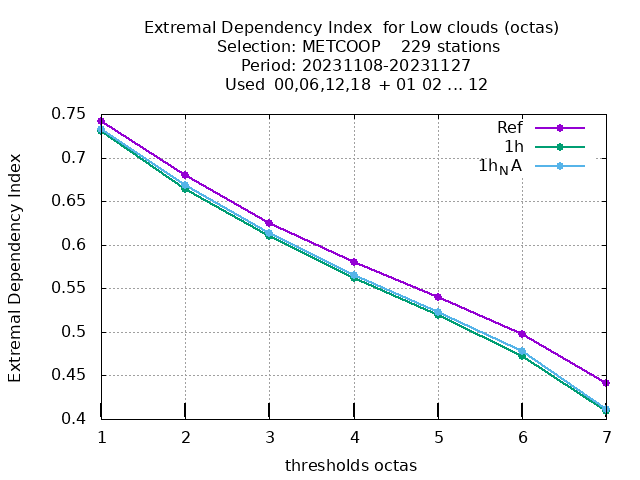 Extremal Dependency Index  for Low clouds (octas)
Selection: METCOOP    229 stations
Period: 20231108-20231127
Used  00,06,12,18  + 01 02 ... 12
Ref
1h
1hNA
0.75
0.7
0.65
0.6
0.55
0.5
0.45
0.4
Extremal Dependency Index
1 2 3 4 5 6 7
thresholds octas